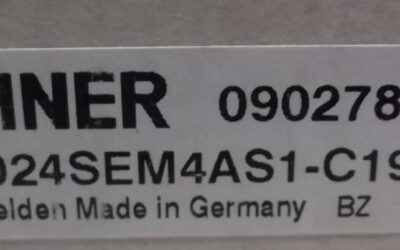 INER 090278
024SEM4AS1-C19
elden Made in Germany BZ